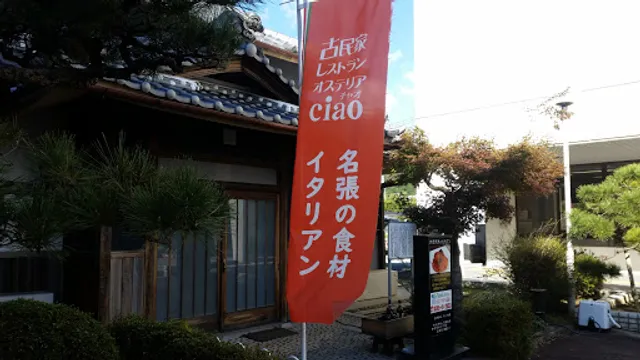 古民家
レストラン
オステリア
チャオ
ciao
名張の食材
イタリアン